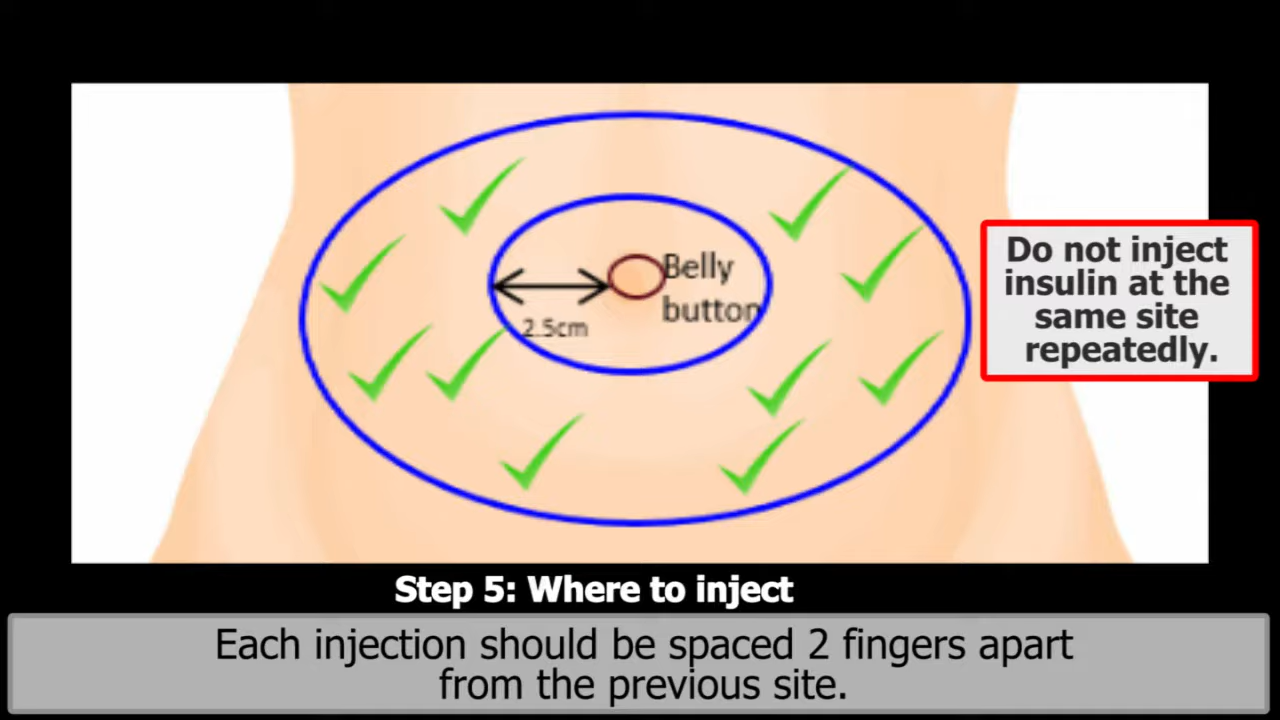 Belly
button
2.5cm
Do not inject
insulin at the
same site
repeatedly.
Step 5: Where to inject
Each injection should be spaced 2 fingers apart
from the previous site.